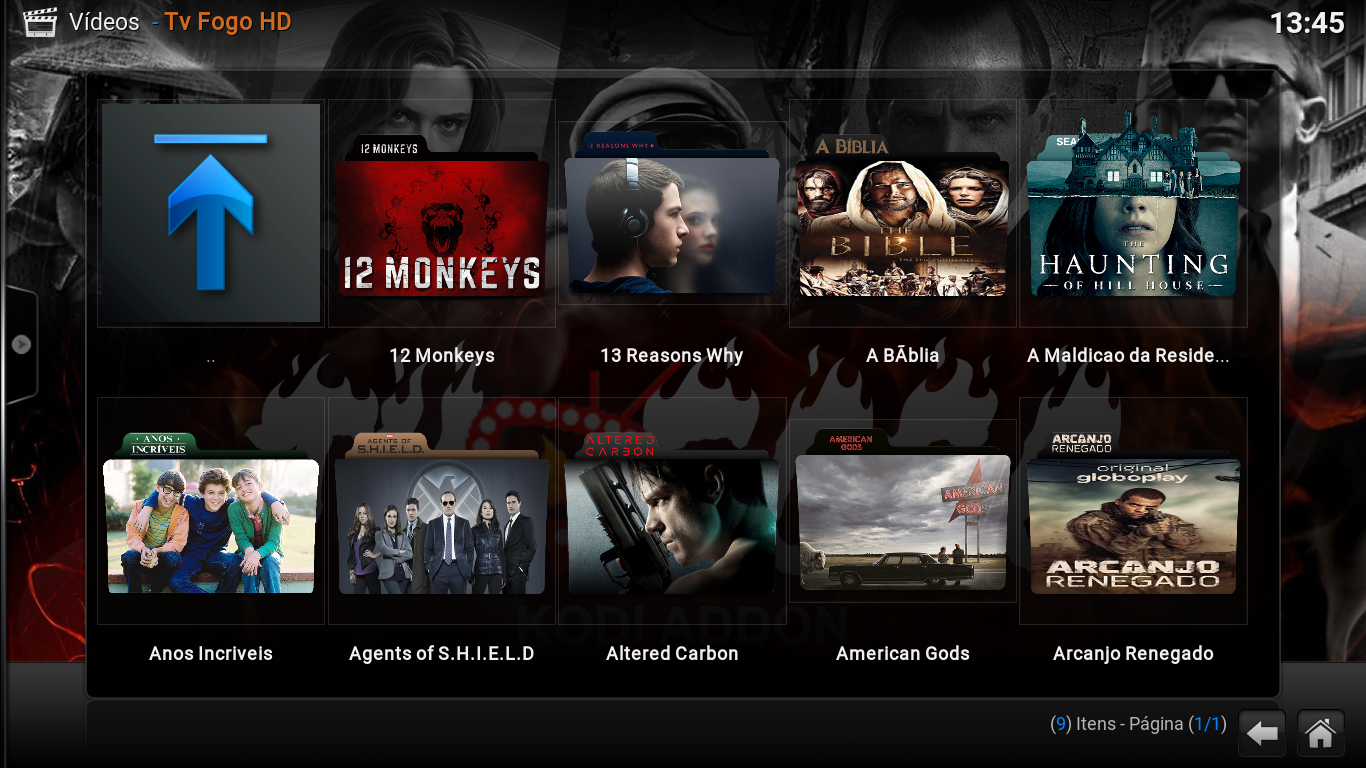 Vídeos - Tv Fogo HD
13:45
12 MONKEYS
12 MONKEYS
13 REASONS WHY
A BÍBLIA
THE
BIBLE
THE EPIC MINISERIES
SEA
THE
HAUNTING
OF HILL HOUSE
..
12 Monkeys
13 Reasons Why
A BÃblia
A Maldicao da Reside...
· ANOS ·
INCRÍVEIS
AGENTS OF
S.H.I.E.L.D.
ALTERED
CARBON
AMERICAN
GODS
AMERICAN
GODS
ARCANJO
RENEGADO
original
globoplay
ARCANJO
RENEGADO
KODI ADDON
Anos Incriveis
Agents of S.H.I.E.L.D
Altered Carbon
American Gods
Arcanjo Renegado
(9) Itens - Página (1/1)